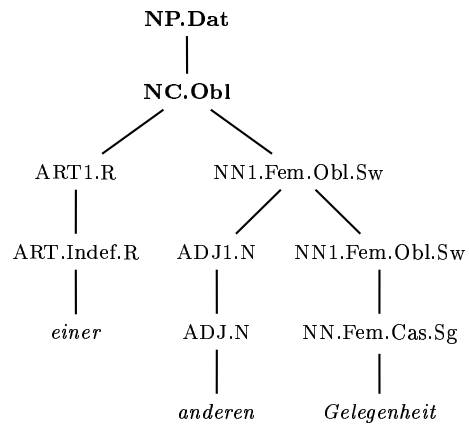 NP.Dat
NC.Obl
ART1.R NN1.Fem.Obl.Sw
ART.Indef.R ADJ1.N NN1.Fem.Obl.Sw
einer ADJ.N NN.Fem.Cas.Sg
anderen Gelegenheit